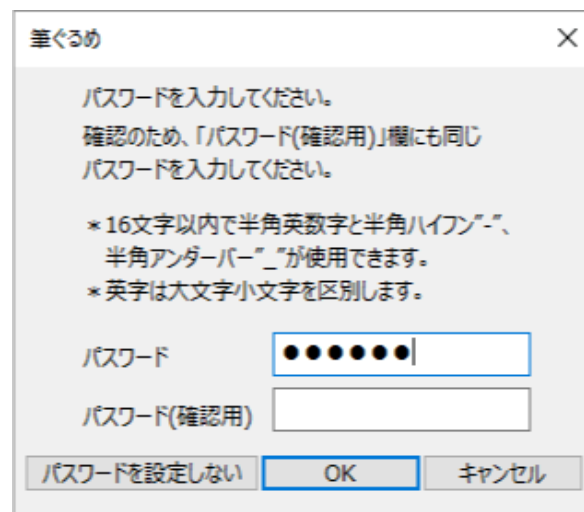 筆ぐるめ
パスワードを入力してください。
確認のため、「パスワード(確認用)」欄にも同じ
パスワードを入力してください。
＊16文字以内で半角英数字と半角ハイフン"-"、
半角アンダーバー"_"が使用できます。
＊英字は大文字小文字を区別します。
パスワード
●●●●●●
パスワード(確認用)
パスワードを設定しない OK キャンセル